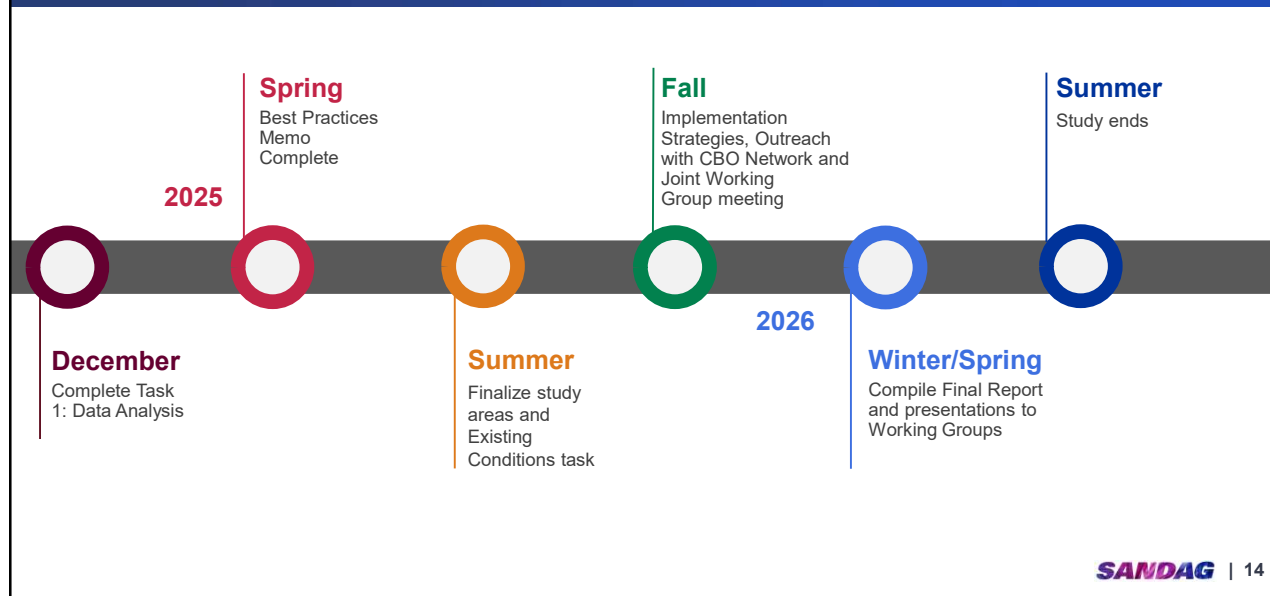 Spring
Best Practices
Memo
Complete
2025
Fall
Implementation
Strategies, Outreach
with CBO Network and
Joint Working
Group meeting
Summer
Study ends
December
Complete Task
1: Data Analysis
Summer
Finalize study
areas and
Existing
Conditions task
2026
Winter/Spring
Compile Final Report
and presentations to
Working Groups
SANDAG | 14